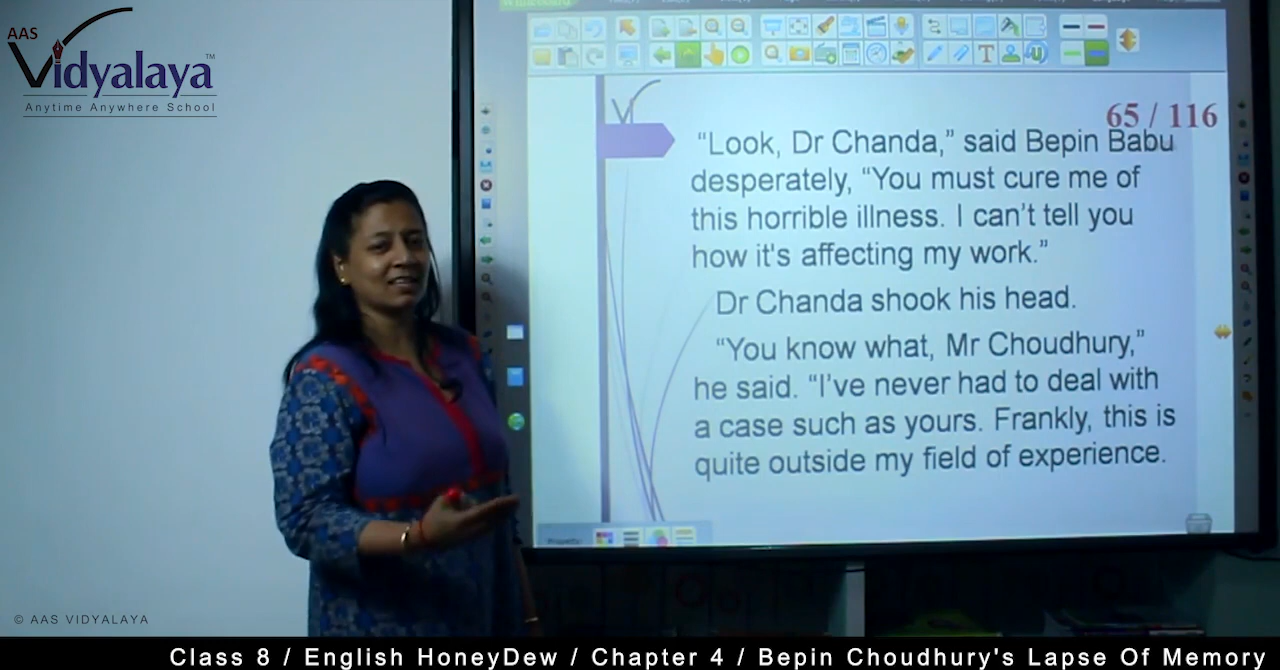 AAS
Vidyalaya™
Anytime Anywhere School
65 / 116
“Look, Dr Chanda,” said Bepin Babu
desperately, “You must cure me of
this horrible illness. I can’t tell you
how it's affecting my work.”
Dr Chanda shook his head.
“You know what, Mr Choudhury,”
he said. “I’ve never had to deal with
a case such as yours. Frankly, this is
quite outside my field of experience.
© AAS VIDYALAYA
Class 8 / English HoneyDew / Chapter 4 / Bepin Choudhury's Lapse Of Memory